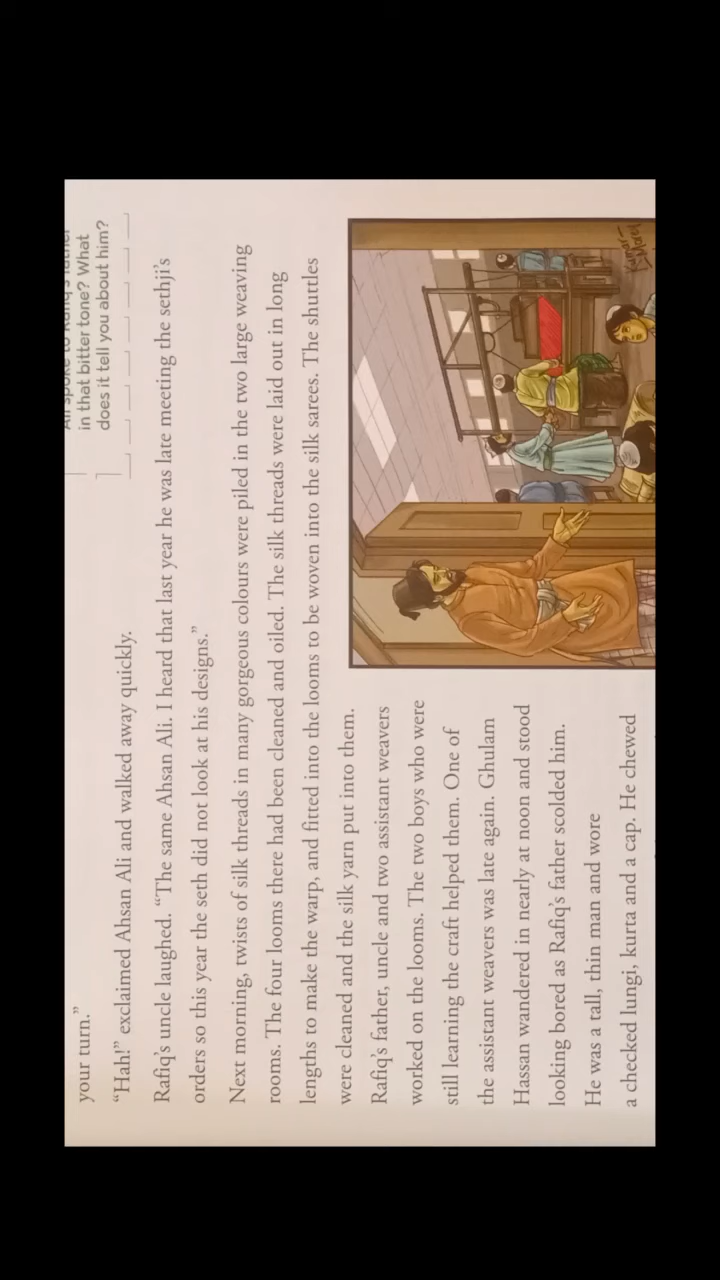 your turn.”
“Hah!” exclaimed Ahsan Ali and walked away quickly.
Rafiq’s uncle laughed. “The same Ahsan Ali. I heard that last year he was late meeting the sethji’s
orders so this year the seth did not look at his designs.”
Next morning, twists of silk threads in many gorgeous colours were piled in the two large weaving
rooms. The four looms there had been cleaned and oiled. The silk threads were laid out in long
lengths to make the warp, and fitted into the looms to be woven into the silk sarees. The shuttles
were cleaned and the silk yarn put into them.
Rafiq’s father, uncle and two assistant weavers
worked on the looms. The two boys who were
still learning the craft helped them. One of
the assistant weavers was late again. Ghulam
Hassan wandered in nearly at noon and stood
looking bored as Rafiq’s father scolded him.
He was a tall, thin man and wore
a checked lungi, kurta and a cap. He chewed
in that bitter tone? What
does it tell you about him?